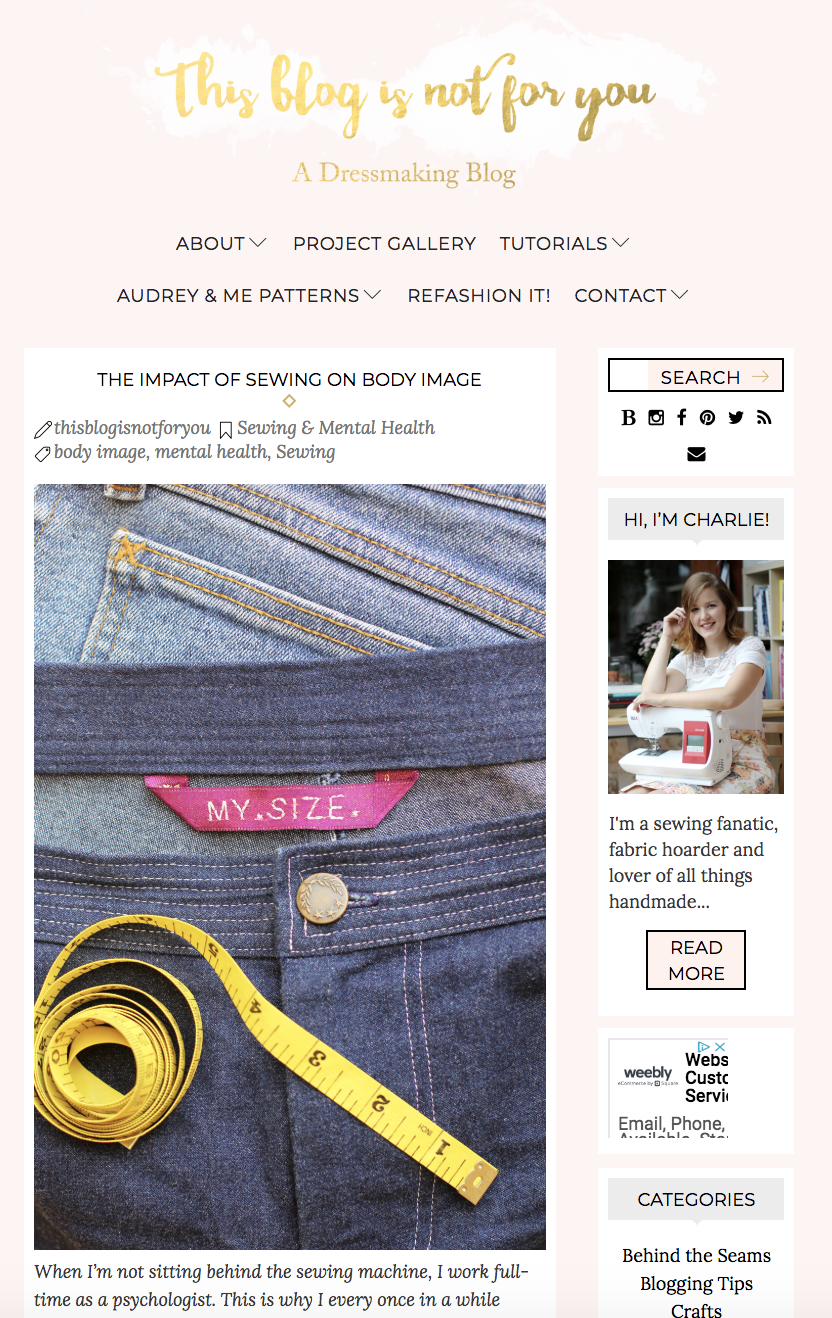 This blog is not for you
A Dressmaking Blog
ABOUT
PROJECT GALLERY
TUTORIALS
AUDREY & ME PATTERNS
REFASHION IT!
CONTACT
THE IMPACT OF SEWING ON BODY IMAGE
thisblogisnotforyou
Sewing & Mental Health
body image, mental health, Sewing
MY SIZE
5
4
3
2
INCH
1
When I’m not sitting behind the sewing machine, I work full-
time as a psychologist. This is why I every once in a while
SEARCH
HI, I’M CHARLIE!
I'm a sewing fanatic,
fabric hoarder and
lover of all things
handmade...
READ
MORE
weebly
eCommerce by Square
Webs
Custo
Servi
Email, Phone,
CATEGORIES
Behind the Seams
Blogging Tips
Crafts